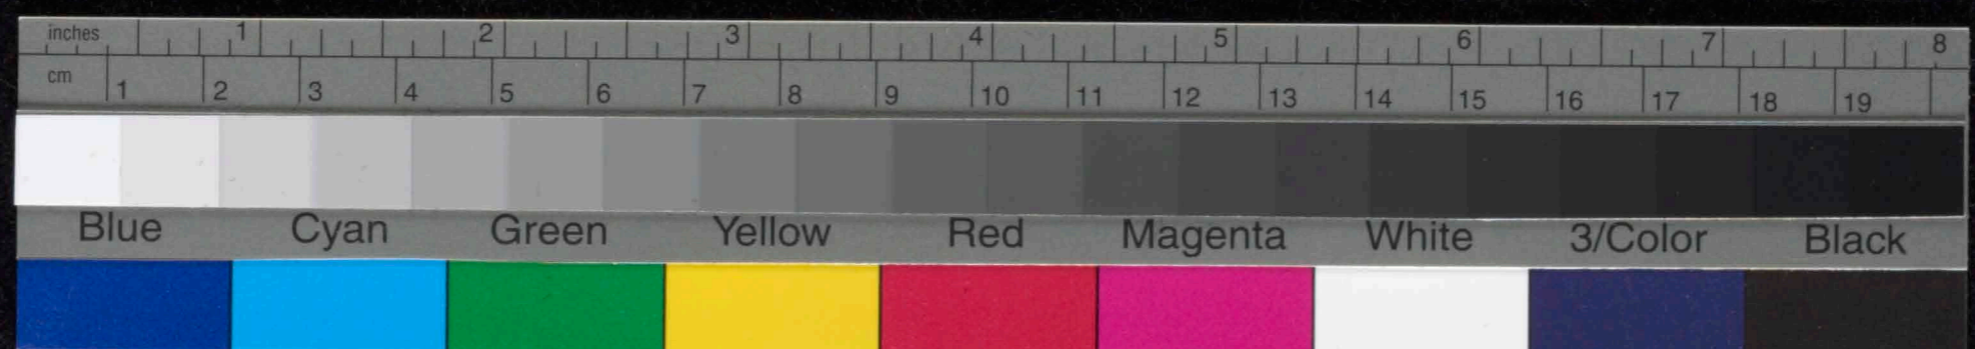 inches 1 2 3 4 5 6 7 8
cm 1 2 3 4 5 6 7 8 9 10 11 12 13 14 15 16 17 18 19
Blue Cyan Green Yellow Red Magenta White 3/Color Black